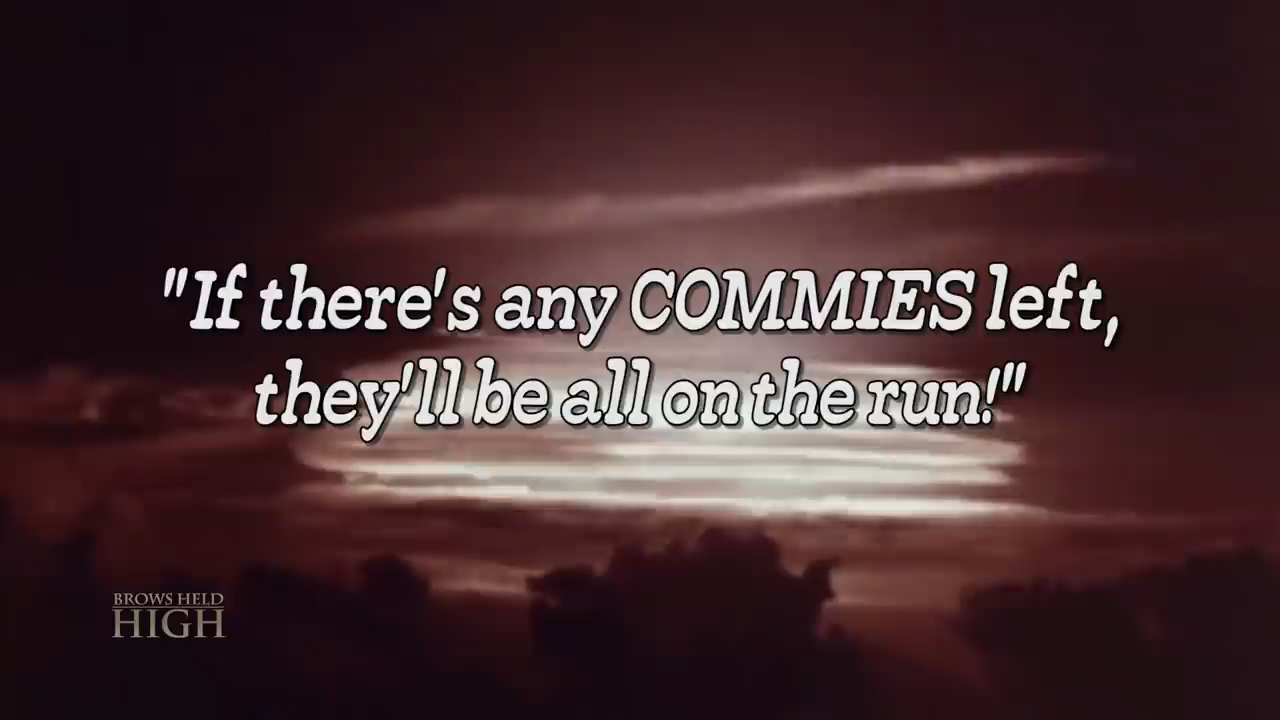 "If there's any COMMIES left,
they'll be all on the run!"
BROWS HELD
HIGH